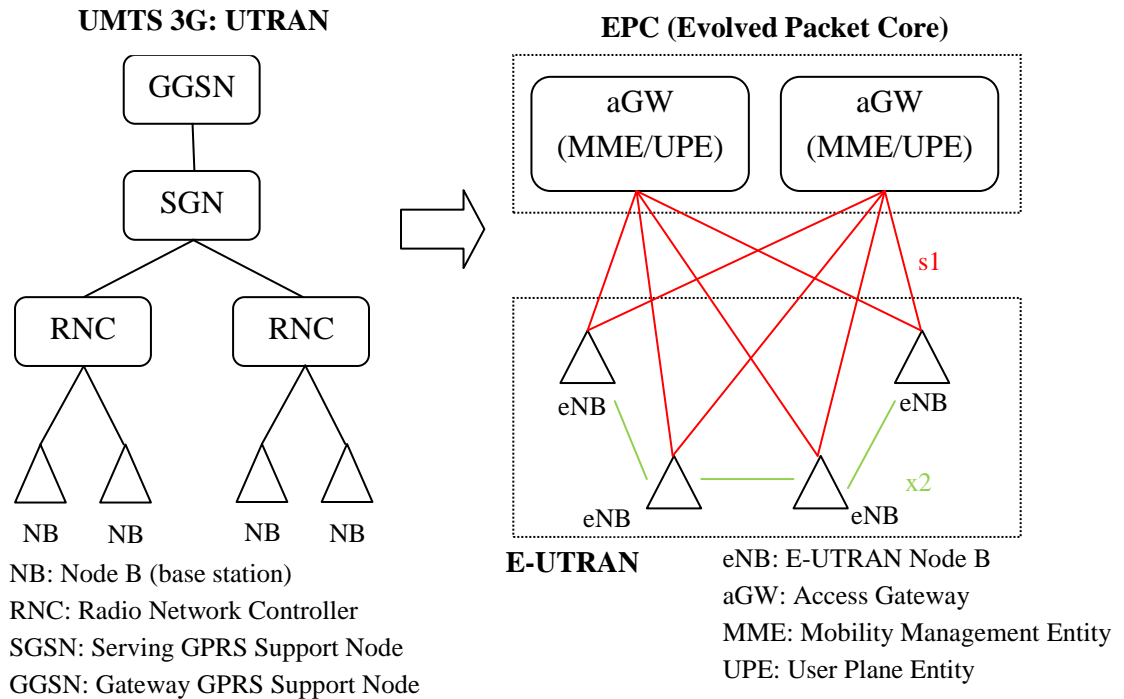 UMTS 3G: UTRAN
GGSN
SGN
RNC
RNC
NB
NB
NB
NB
NB: Node B (base station)
RNC: Radio Network Controller
SGSN: Serving GPRS Support Node
GGSN: Gateway GPRS Support Node
EPC (Evolved Packet Core)
aGW
(MME/UPE)
aGW
(MME/UPE)
s1
eNB
eNB
x2
eNB
eNB
E-UTRAN
eNB: E-UTRAN Node B
aGW: Access Gateway
MME: Mobility Management Entity
UPE: User Plane Entity